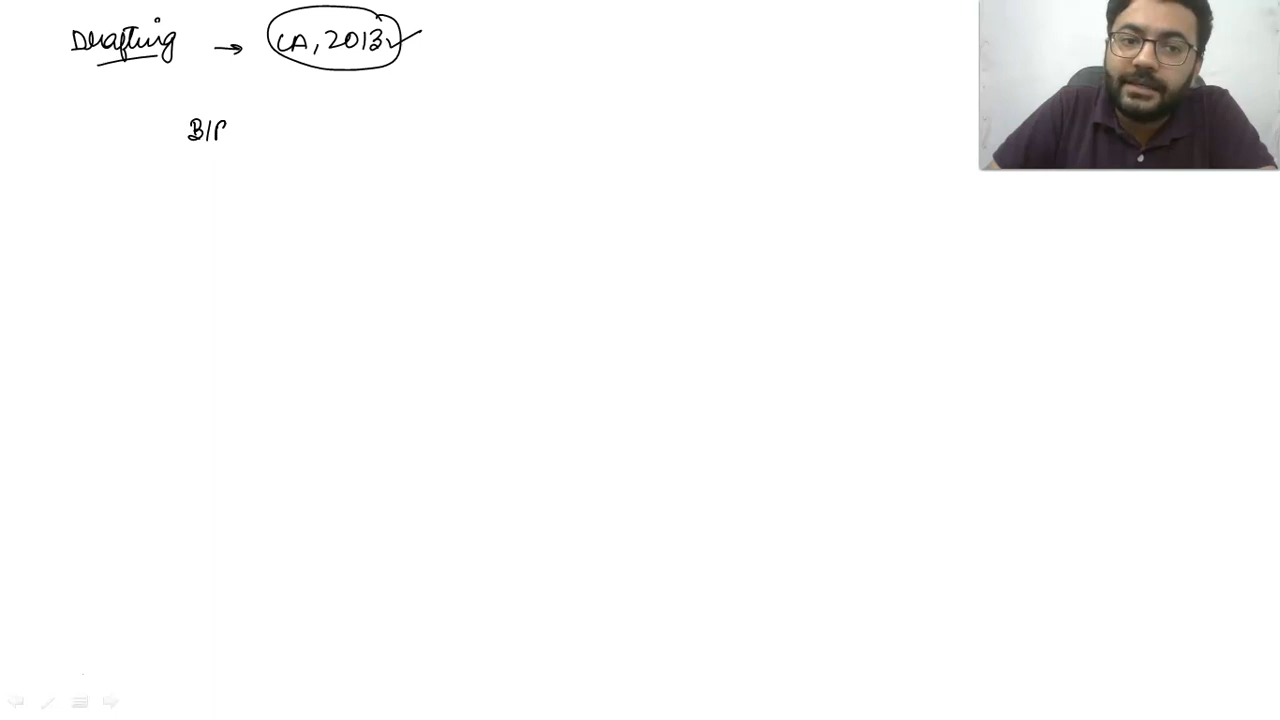 Drafting → CA, 2013
B/P